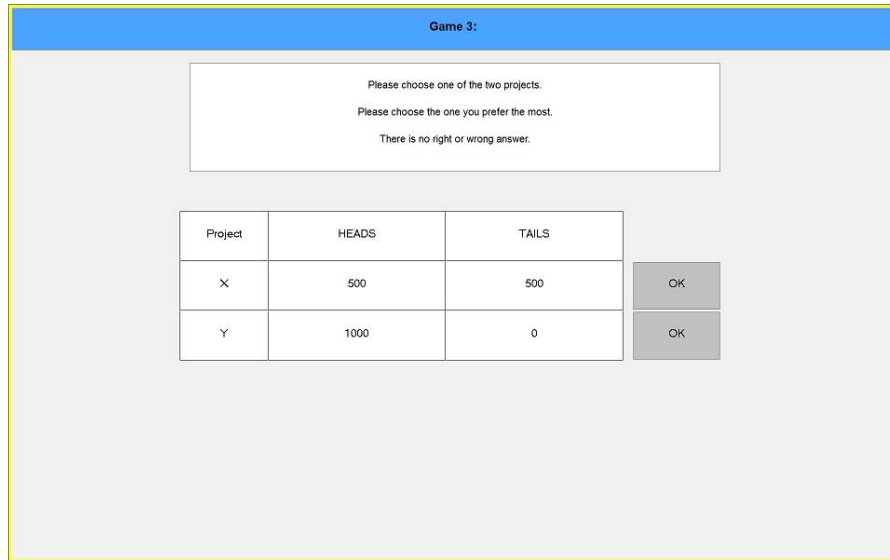 Game 3:
Please choose one of the two projects.
Please choose the one you prefer the most.
There is no right or wrong answer.
Project HEADS TAILS
X 500 500 OK
Y 1000 0 OK